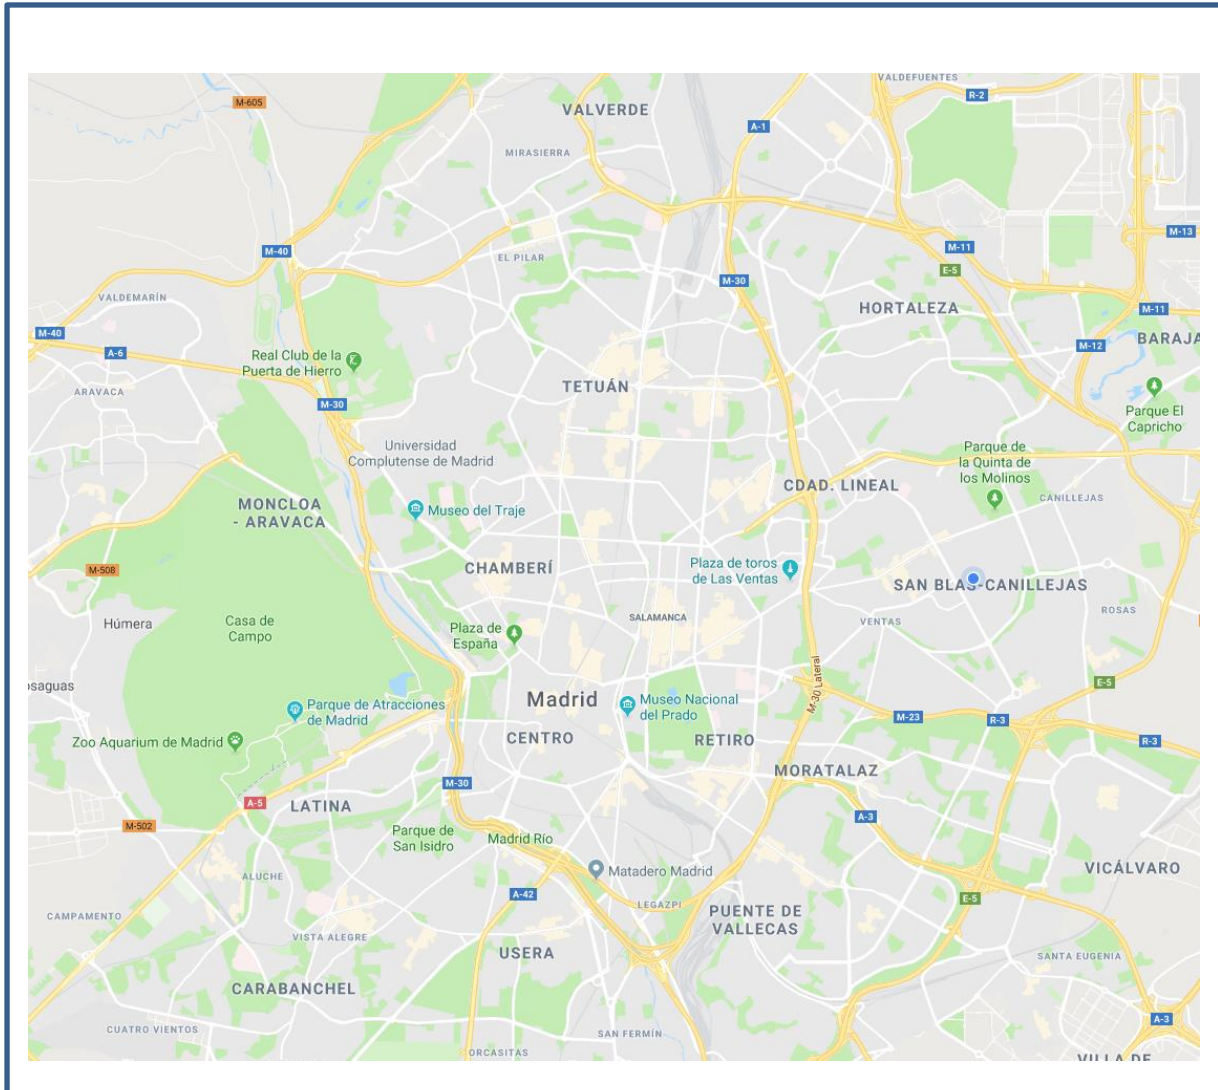 VALDEFUENTES
R-2
M-605
VALVERDE
A-1
MIRASIERRA
M-13
M-40
M-11
EL PILAR
E-5
M-30
VALDEMARÍN
HORTALEZA
M-11
M-40
M-12
BARAJA
A-6
Real Club de la
Puerta de Hierro
TETUÁN
ARAVACA
M-30
Parque El
Capricho
Universidad
Complutense de Madrid
Parque de
la Quinta de
los Molinos
CDAD. LINEAL
CANILLEJAS
MONCLOA
- ARAVACA
Museo del Traje
M-508
CHAMBERÍ
Plaza de toros
de Las Ventas
SAN BLAS-CANILLEJAS
ROSAS
Húmera
Casa de
Campo
Plaza de
España
SALAMANCA
VENTAS
osaguas
M-30 Lateral
E-5
Parque de Atracciones
de Madrid
Madrid
Museo Nacional
del Prado
M-23
R-3
Zoo Aquarium de Madrid
CENTRO
RETIRO
R-3
MORATALAZ
M-30
A-5
LATINA
A-3
M-502
Parque de
San Isidro
Madrid Río
Matadero Madrid
VICÁLVARO
ALUCHE
A-42
LEGAZPI
E-5
CAMPAMENTO
PUENTE DE
VALLECAS
VISTA ALEGRE
USERA
SANTA EUGENIA
CARABANCHEL
A-3
CUATRO VIENTOS
SAN FERMÍN
ORCASITAS
VILLA DE